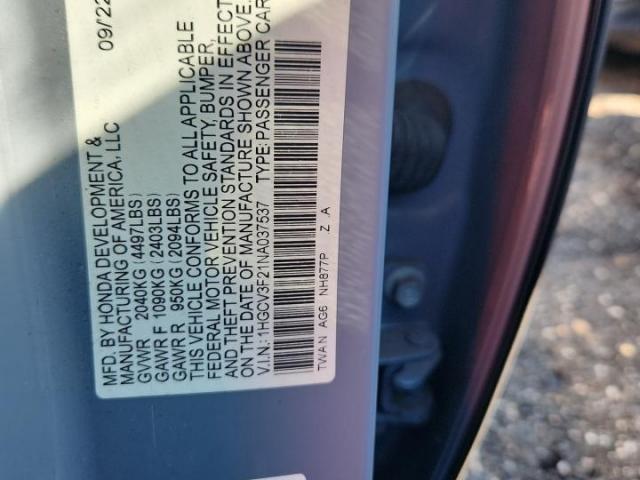 MFD. BY HONDA DEVELOPMENT & 09/22
MANUFACTURING OF AMERICA, LLC
GVWR 2040KG (4497LBS)
GAWR F 1090KG (2403LBS)
GAWR R 950KG (2094LBS)
THIS VEHICLE CONFORMS TO ALL APPLICABLE
FEDERAL MOTOR VEHICLE SAFETY, BUMPER,
AND THEFT PREVENTION STANDARDS IN EFFECT
ON THE DATE OF MANUFACTURE SHOWN ABOVE.
V.I.N.: 1HGCV3F21NA037537 TYPE: PASSENGER CAR
TWAN AG6 NH877P Z A